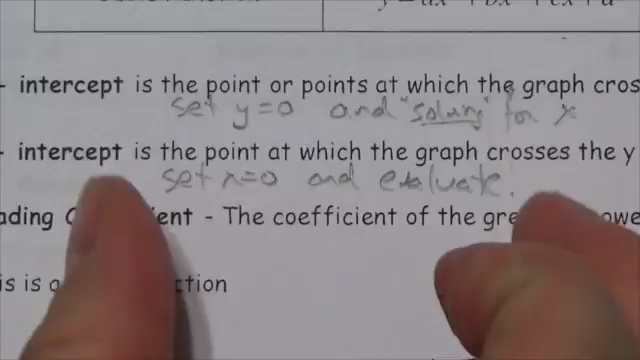 - intercept is the point or points at which the graph cros
set y=0 and "solving" for x
- intercept is the point at which the graph crosses the y
set x=0 and evaluate.
ading ent - The coefficient of the gre owe
is is a ction